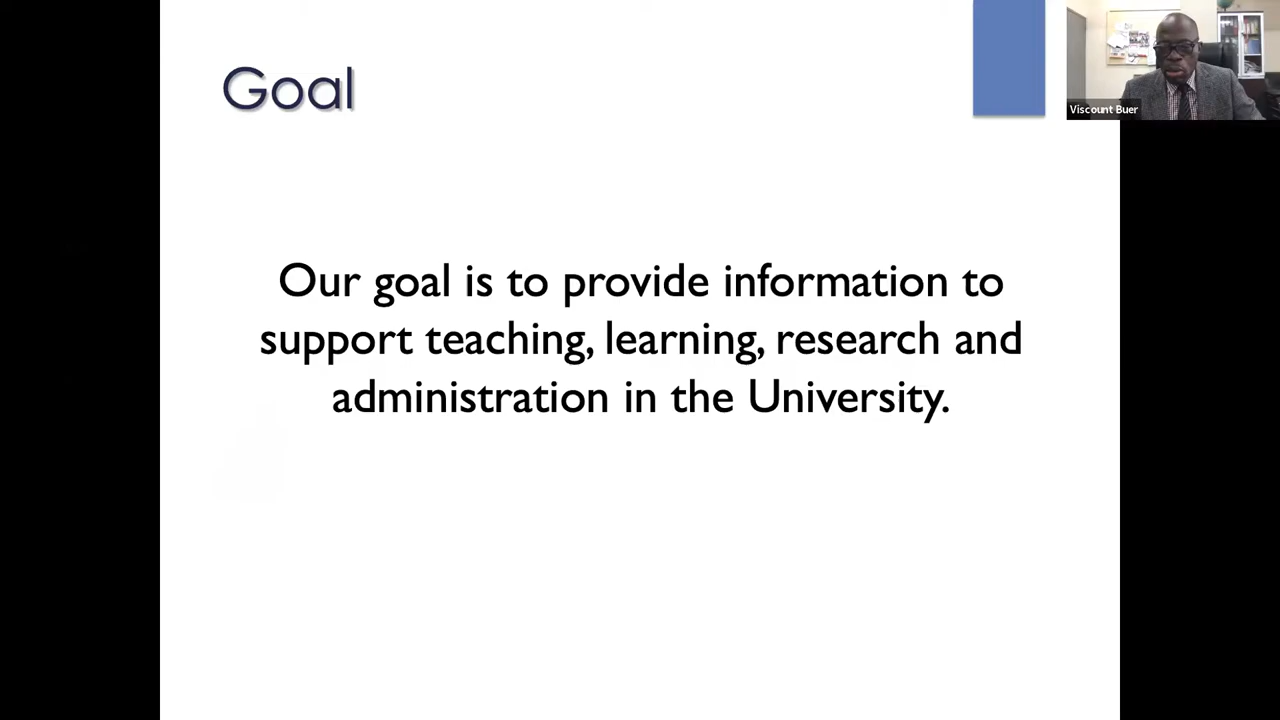 Goal
Viscount Buer
Our goal is to provide information to
support teaching, learning, research and
administration in the University.